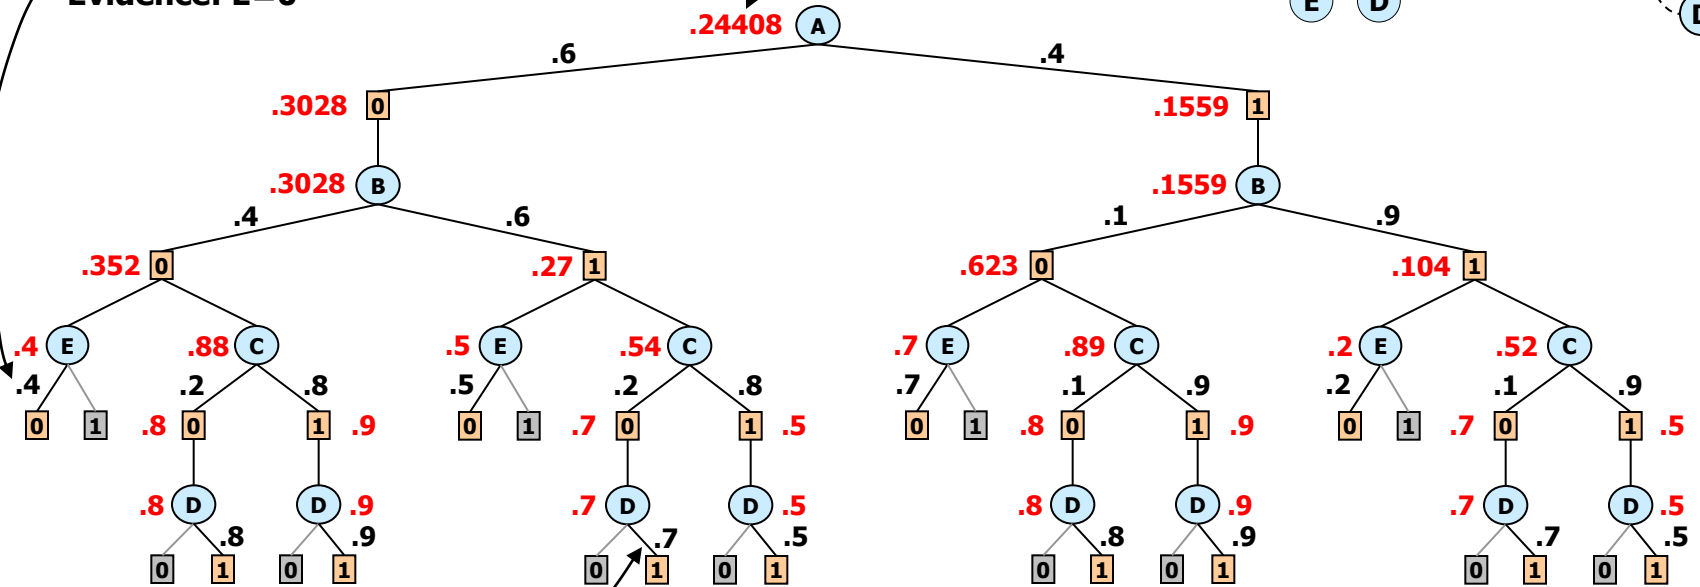 Evidence: E=0
E D D
.24408 A
.6 .4
.3028 0 .1559 1
.3028 B .1559 B
.4 .6 .1 .9
.352 0 .27 1 .623 0 .104 1
.4 E .88 C .5 E .54 C .7 E .89 C .2 E .52 C
.4 .2 .8 .5 .2 .8 .7 .1 .9 .2 .1 .9
0 1 .8 0 1 .9 0 1 .7 0 1 .5 0 1 .8 0 1 .9 0 1 .7 0 1 .5
.8 D D .9 .7 D D .5 .8 D D .9 .7 D D .5
.8 .9 .7 .5 .8 .9 .7 .5
0 1 0 1 0 1 0 1 0 1 0 1 0 1 0 1